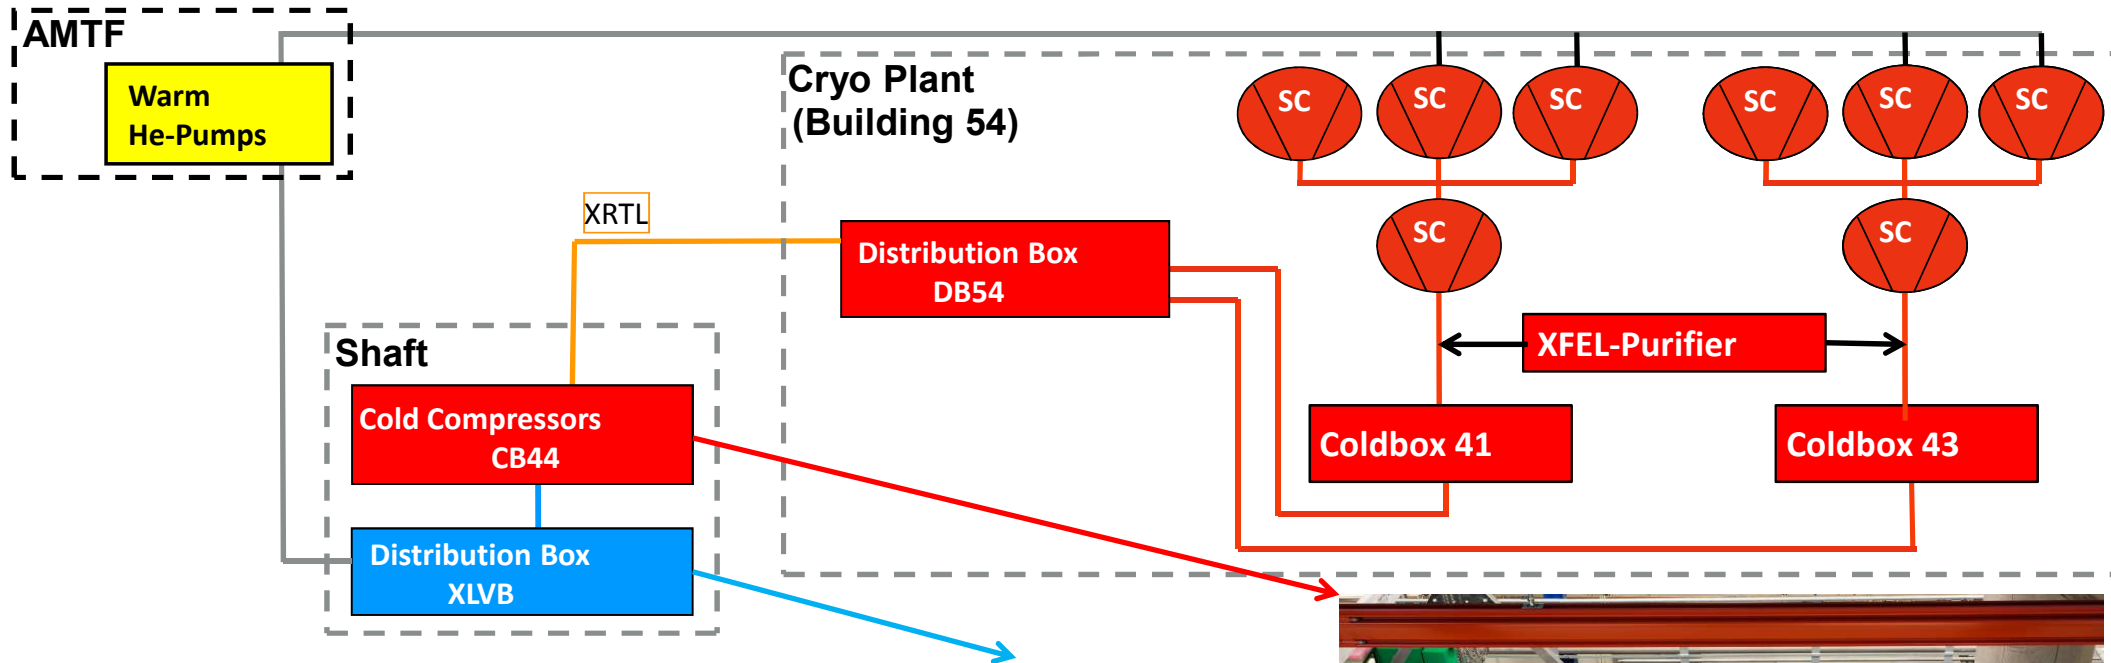 AMTF
Warm
He-Pumps
Cryo Plant
(Building 54)
SC
SC
SC
SC
SC
SC
XRTL
Distribution Box
DB54
SC
SC
Shaft
XFEL-Purifier
Cold Compressors
CB44
Coldbox 41
Coldbox 43
Distribution Box
XLVB